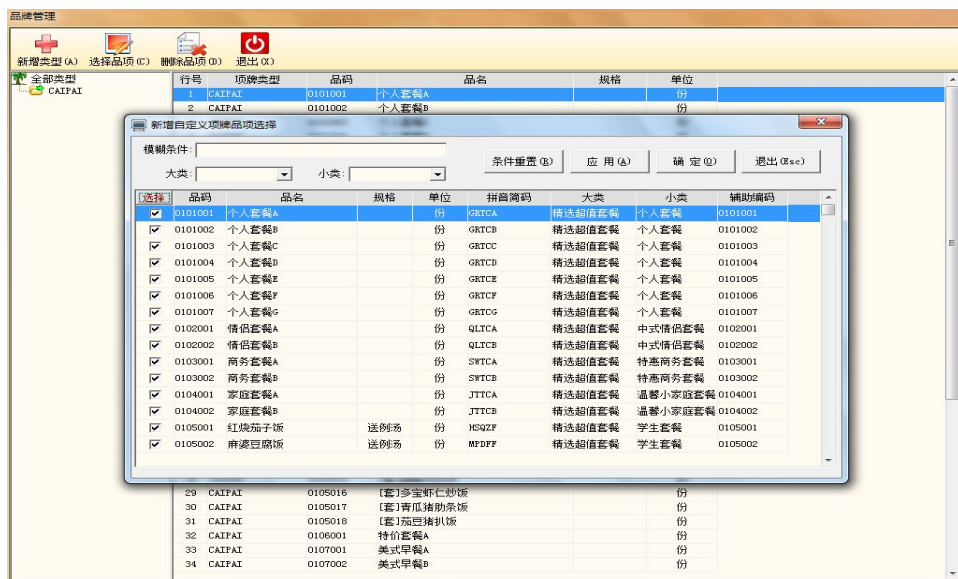 品牌管理
新增类型(A) 选择品项(C) 删除品项(D) 退出(X)
全部类型
CAIPAI
行号 项牌类型 品码 品名 规格 单位
1 CAIPAI 0101001 个人套餐A 份
2 CAIPAI 0101002 个人套餐B 份
新增自定义项牌品项选择
模糊条件:
大类: 小类:
条件重置(R) 应 用(A) 确 定(O) 退出(Esc)
选择 品码 品名 规格 单位 拼音简码 大类 小类 辅助编码
0101001 个人套餐A 份 GRTCA 精选超值套餐 个人套餐 0101001
0101002 个人套餐B 份 GRTCB 精选超值套餐 个人套餐 0101002
0101003 个人套餐C 份 GRTCC 精选超值套餐 个人套餐 0101003
0101004 个人套餐D 份 GRTCD 精选超值套餐 个人套餐 0101004
0101005 个人套餐E 份 GRTCE 精选超值套餐 个人套餐 0101005
0101006 个人套餐F 份 GRTCF 精选超值套餐 个人套餐 0101006
0101007 个人套餐G 份 GRTCG 精选超值套餐 个人套餐 0101007
0102001 情侣套餐A 份 QLTCA 精选超值套餐 中式情侣套餐 0102001
0102002 情侣套餐B 份 QLTCB 精选超值套餐 中式情侣套餐 0102002
0103001 商务套餐A 份 SWTCA 精选超值套餐 特惠商务套餐 0103001
0103002 商务套餐B 份 SWTCB 精选超值套餐 特惠商务套餐 0103002
0104001 家庭套餐A 份 JTTCA 精选超值套餐 温馨小家庭套餐 0104001
0104002 家庭套餐B 份 JTTCB 精选超值套餐 温馨小家庭套餐 0104002
0105001 红烧茄子饭 送例汤 份 HSQZF 精选超值套餐 学生套餐 0105001
0105002 麻婆豆腐饭 送例汤 份 MPDFF 精选超值套餐 学生套餐 0105002
29 CAIPAI 0105016 [套]多宝虾仁炒饭 份
30 CAIPAI 0105017 [套]青瓜猪肋条饭 份
31 CAIPAI 0105018 [套]茄豆猪扒饭 份
32 CAIPAI 0106001 特价套餐A 份
33 CAIPAI 0107001 美式早餐A 份
34 CAIPAI 0107002 美式早餐B 份